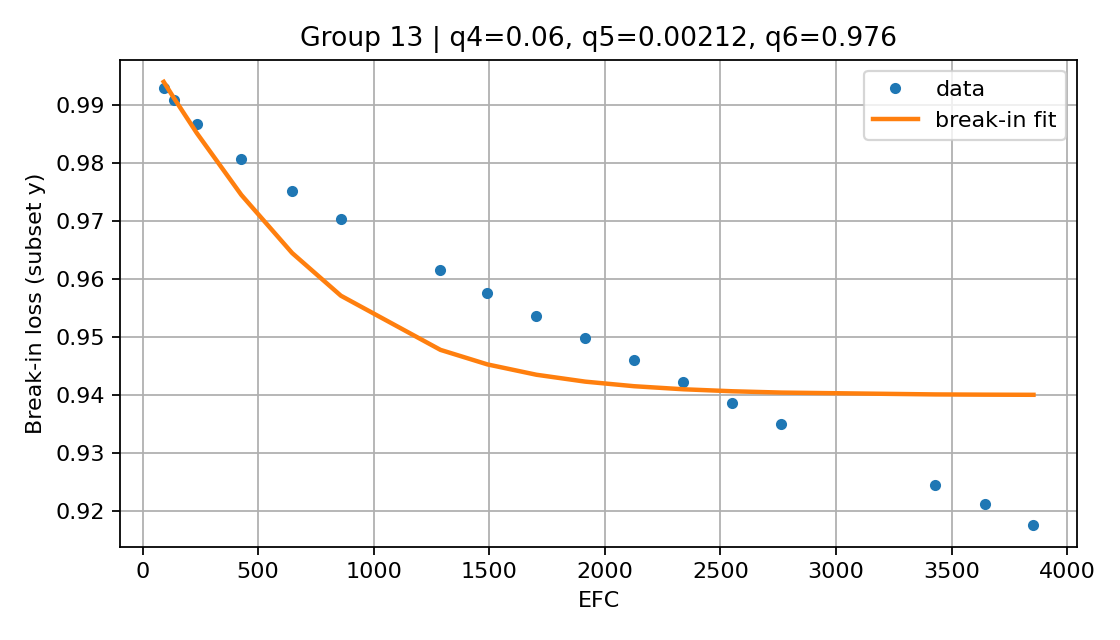 Group 13 | q4=0.06, q5=0.00212, q6=0.976
data
break-in fit
Break-in loss (subset y)
0.99
0.98
0.97
0.96
0.95
0.94
0.93
0.92
0 500 1000 1500 2000 2500 3000 3500 4000
EFC